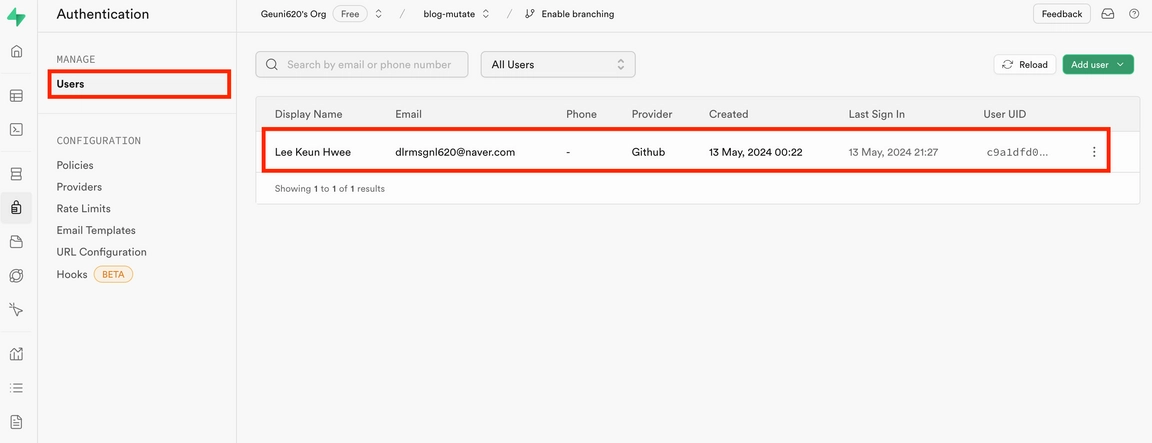 Authentication
Geuni620's Org Free / blog-mutate / Enable branching Feedback
MANAGE
Users
CONFIGURATION
Policies
Providers
Rate Limits
Email Templates
URL Configuration
Hooks BETA
Search by email or phone number All Users Reload Add user
Display Name Email Phone Provider Created Last Sign In User UID
Lee Keun Hwee dlrmsgnl620@naver.com - Github 13 May, 2024 00:22 13 May, 2024 21:27 c9a1dfd0...
Showing 1 to 1 of 1 results